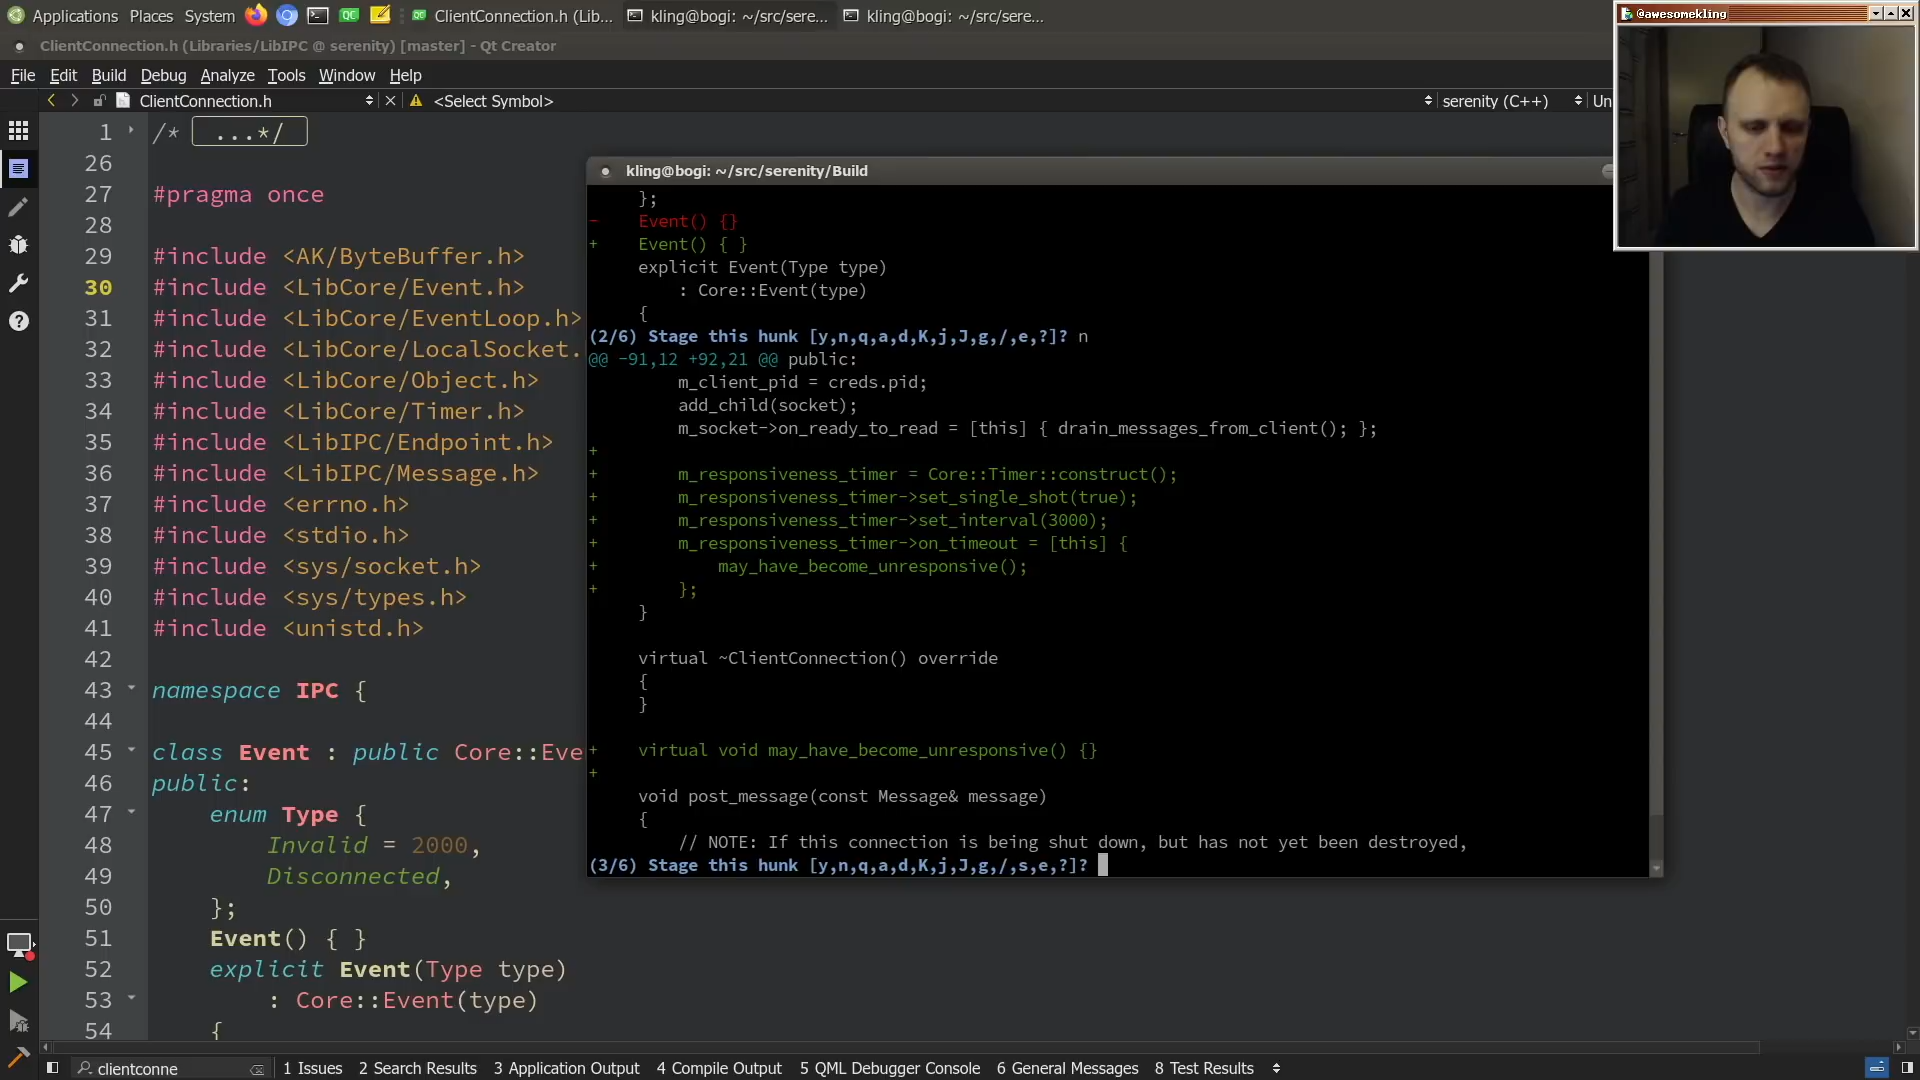 Applications Places System ClientConnection.h (Lib... kling@bogi: ~/src/sere... kling@bogi: ~/src/sere...
@awesomekling
ClientConnection.h (Libraries/LibIPC @ serenity) [master] - Qt Creator
File Edit Build Debug Analyze Tools Window Help
ClientConnection.h <Select Symbol> serenity (C++) Un
1 /* ...*/
26
27 #pragma once
28
29 #include <AK/ByteBuffer.h>
30 #include <LibCore/Event.h>
31 #include <LibCore/EventLoop.h>
32 #include <LibCore/LocalSocket.
33 #include <LibCore/Object.h>
34 #include <LibCore/Timer.h>
35 #include <LibIPC/Endpoint.h>
36 #include <LibIPC/Message.h>
37 #include <errno.h>
38 #include <stdio.h>
39 #include <sys/socket.h>
40 #include <sys/types.h>
41 #include <unistd.h>
42
43 namespace IPC {
44
45 class Event : public Core::Eve
46 public:
47 enum Type {
48 Invalid = 2000,
49 Disconnected,
50 };
51 Event() { }
52 explicit Event(Type type)
53 : Core::Event(type)
54 {
kling@bogi: ~/src/serenity/Build
};
- Event() {}
+ Event() { }
explicit Event(Type type)
: Core::Event(type)
{
(2/6) Stage this hunk [y,n,q,a,d,K,j,J,g,/,e,?]? n
@@ -91,12 +92,21 @@ public:
m_client_pid = creds.pid;
add_child(socket);
m_socket->on_ready_to_read = [this] { drain_messages_from_client(); };
+
+ m_responsiveness_timer = Core::Timer::construct();
+ m_responsiveness_timer->set_single_shot(true);
+ m_responsiveness_timer->set_interval(3000);
+ m_responsiveness_timer->on_timeout = [this] {
+ may_have_become_unresponsive();
+ };
}
virtual ~ClientConnection() override
{
}
+ virtual void may_have_become_unresponsive() {}
+
void post_message(const Message& message)
{
// NOTE: If this connection is being shut down, but has not yet been destroyed,
(3/6) Stage this hunk [y,n,q,a,d,K,j,J,g,/,s,e,?]?
clientconne 1 Issues 2 Search Results 3 Application Output 4 Compile Output 5 QML Debugger Console 6 General Messages 8 Test Results